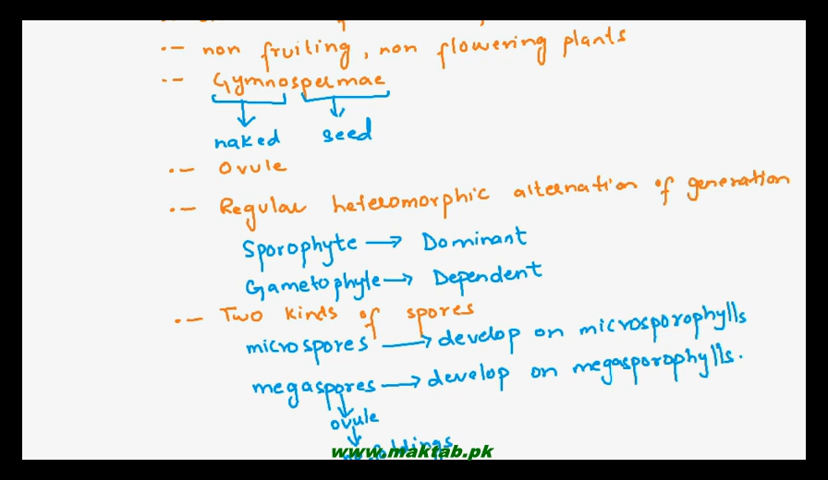 ·– non fruiling, non flowering plants
·– Gymnospermae
naked seed
·– Ovule
·– Regular heteromorphic alternation of generation
Sporophyte → Dominant
Gametophyte → Dependent
·– Two kinds of spores
microspores → develop on microsporophylls
megaspores → develop on megasporophylls.
ovule
www.maktab.pk